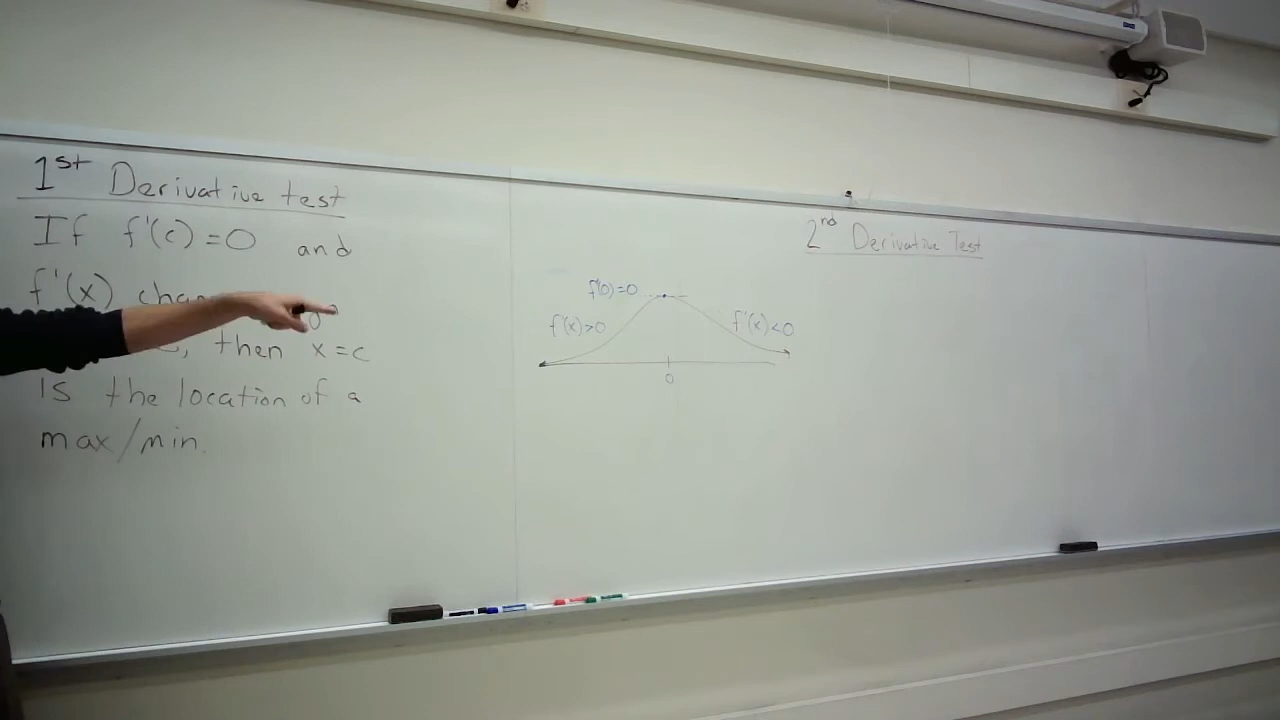 1st Derivative test
If f'(c)=0 and
f'(x)
then x=c
is the location of a
max/min.
f'(0)=0
f'(x)>0
f'(x)<0
0
2nd Derivative Test